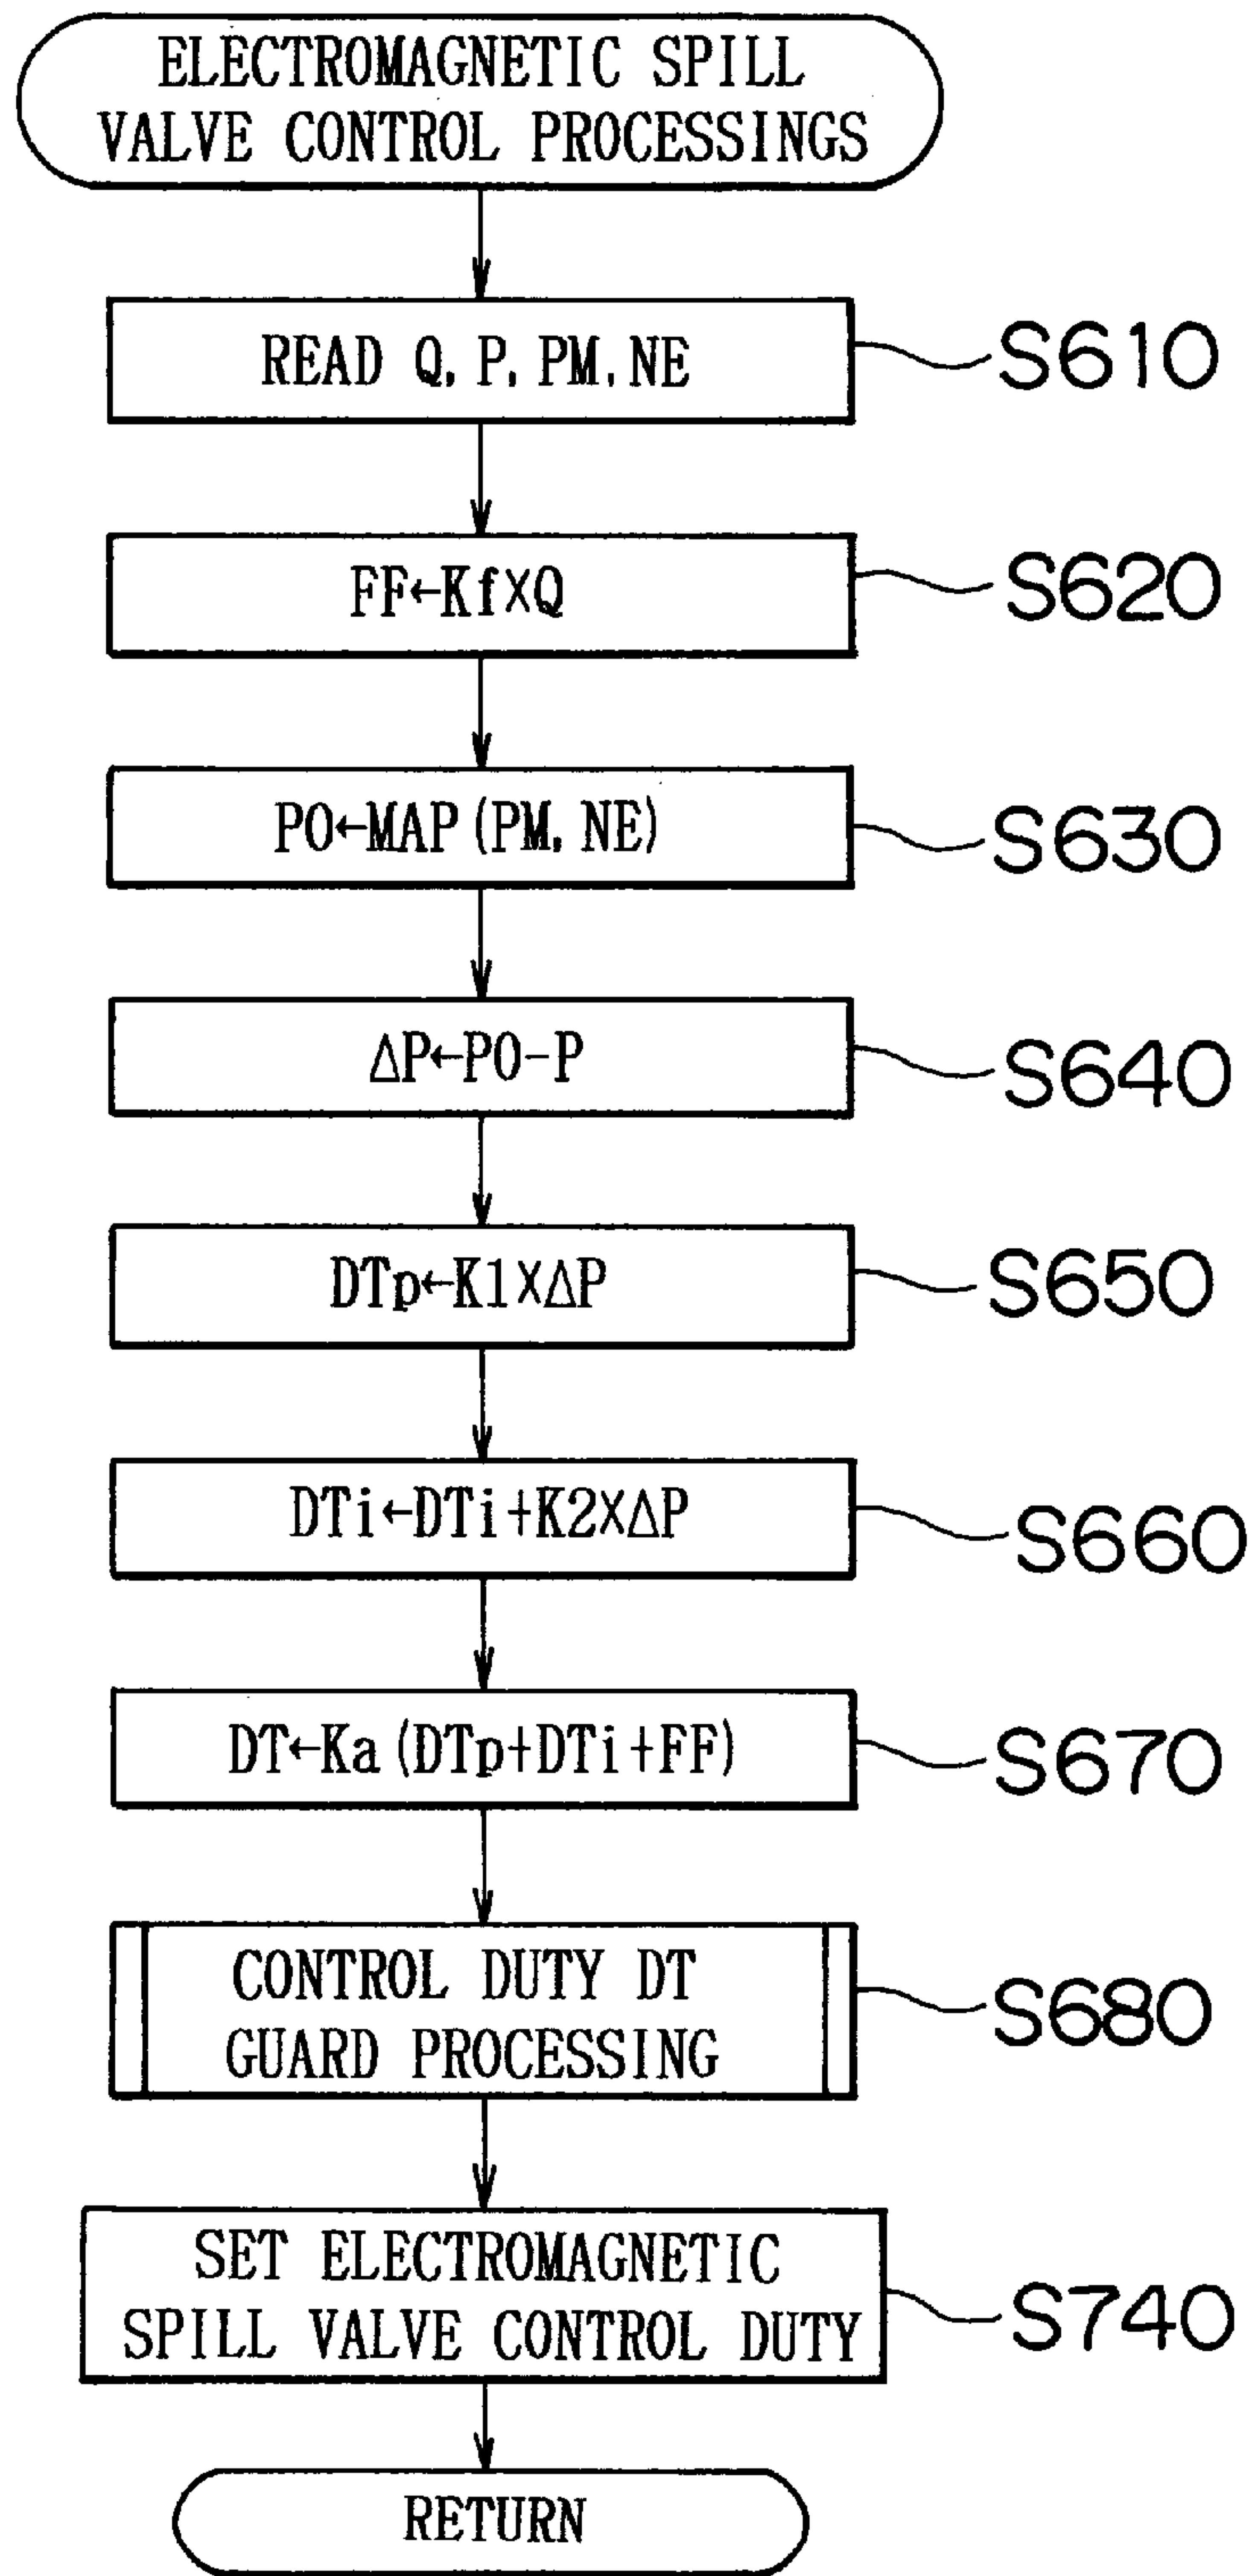 ELECTROMAGNETIC SPILL
VALVE CONTROL PROCESSINGS
READ Q, P, PM, NE
S610
FF←Kf×Q
S620
P0←MAP(PM, NE)
S630
ΔP←P0-P
S640
DTp←K1×ΔP
S650
DTi←DTi+K2×ΔP
S660
DT←Ka(DTp+DTi+FF)
S670
CONTROL DUTY DT
GUARD PROCESSING
S680
SET ELECTROMAGNETIC
SPILL VALVE CONTROL DUTY
S740
RETURN